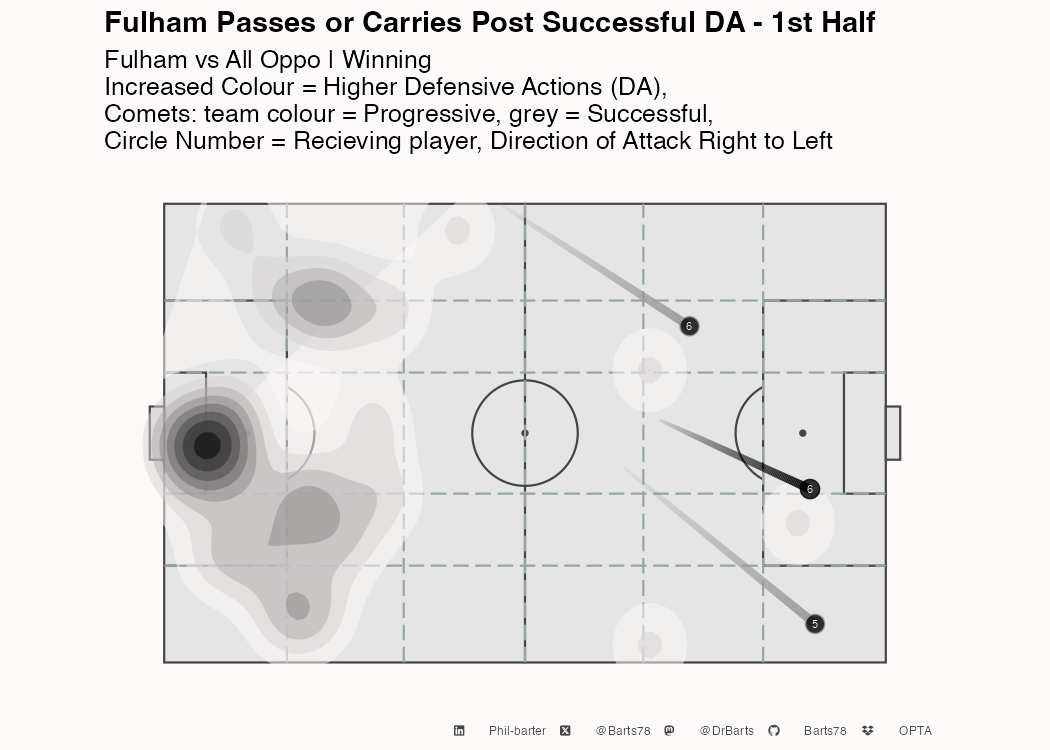 Fulham Passes or Carries Post Successful DA - 1st Half
Fulham vs All Oppo | Winning
Increased Colour = Higher Defensive Actions (DA),
Comets: team colour = Progressive, grey = Successful,
Circle Number = Recieving player, Direction of Attack Right to Left
6
6
5
Phil-barter @Barts78 @DrBarts Barts78 OPTA